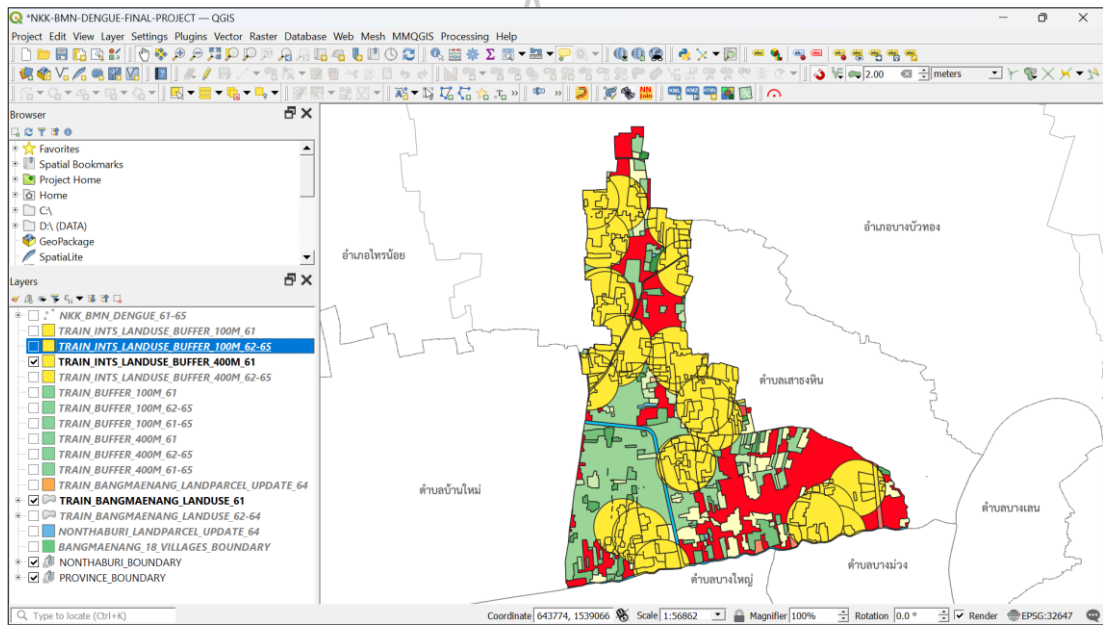 *NKK-BMN-DENGUE-FINAL-PROJECT — QGIS
Project Edit View Layer Settings Plugins Vector Raster Database Web Mesh MMQGIS Processing Help
2.00 meters
Browser
Favorites
Spatial Bookmarks
Project Home
Home
C:\
D:\ (DATA)
GeoPackage
SpatiaLite
Layers
NKK_BMN_DENGUE_61-65
TRAIN_INTS_LANDUSE_BUFFER_100M_61
TRAIN_INTS_LANDUSE_BUFFER_100M_62-65
TRAIN_INTS_LANDUSE_BUFFER_400M_61
TRAIN_INTS_LANDUSE_BUFFER_400M_62-65
TRAIN_BUFFER_100M_61
TRAIN_BUFFER_100M_62-65
TRAIN_BUFFER_100M_61-65
TRAIN_BUFFER_400M_61
TRAIN_BUFFER_400M_62-65
TRAIN_BUFFER_400M_61-65
TRAIN_BANGMAENANG_LANDPARCEL_UPDATE_64
TRAIN_BANGMAENANG_LANDUSE_61
TRAIN_BANGMAENANG_LANDUSE_62-64
NONTHABURI_LANDPARCEL_UPDATE_64
BANGMAENANG_18_VILLAGES_BOUNDARY
NONTHABURI_BOUNDARY
PROVINCE_BOUNDARY
อำเภอไทรน้อย
อำเภอบางบัวทอง
ตำบลเสาธงหิน
ตำบลบ้านใหม่
ตำบลบางเลน
ตำบลบางม่วง
ตำบลบางใหญ่
Type to locate (Ctrl+K) Coordinate 643774, 1539066 Scale 1:56862 Magnifier 100% Rotation 0.0 ° Render EPSG:32647